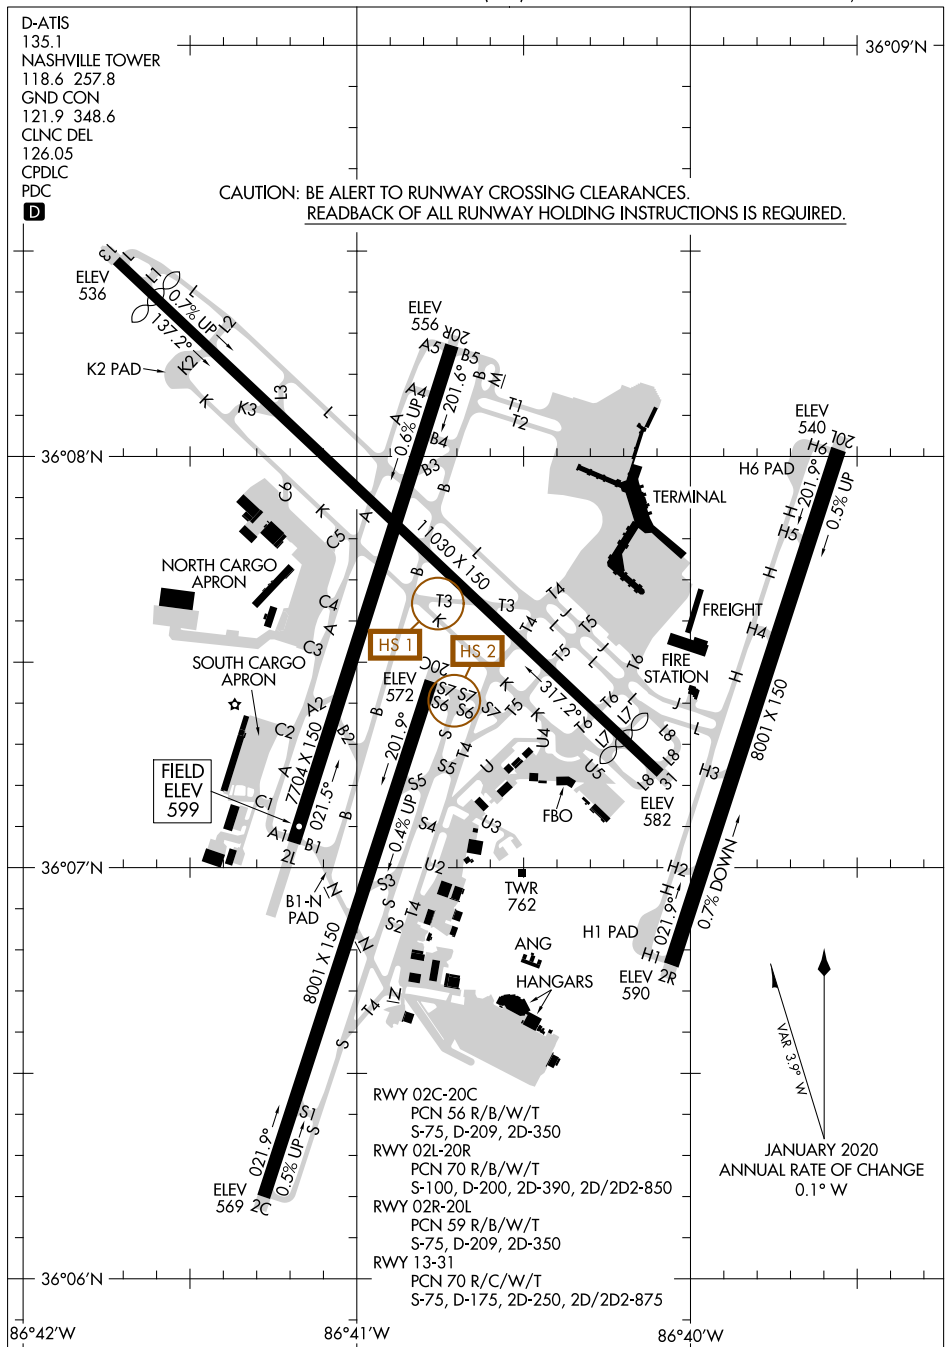 D-ATIS
135.1
NASHVILLE TOWER
118.6 257.8
GND CON
121.9 348.6
CLNC DEL
126.05
CPDLC
PDC
D
36°09'N
CAUTION: BE ALERT TO RUNWAY CROSSING CLEARANCES.
READBACK OF ALL RUNWAY HOLDING INSTRUCTIONS IS REQUIRED.
13
L
L1
L
ELEV
536
0.7% UP
137.2°
L2
K2 PAD
K2
K
K3
L3
L
ELEV
556
20R
A5
B5
B
W
A4
201.6°
T1
T2
A
0.6% UP
B4
B3
B
ELEV
540
20L
H6
H6 PAD
201.9°
0.5% UP
H
H5
36°08'N
TERMINAL
C6
K
A
C5
11030 X 150
L
H
NORTH CARGO
APRON
B
C4
A
C3
T3
T3
K
T4
J
T5
L
T4
FREIGHT
H4
HS 1
HS 2
SOUTH CARGO
APRON
20C
ELEV
572
S7
S7
S6
S6
S7
K
T5
K
317.2°
T5
J
L
T6
T6
T6
L
J
L
FIRE
STATION
H
8001 X 150
A2
C2
B2
B
201.9°
S
T4
S5
S5
U
U4
U5
L7
L7
L8
L8
L8
31
H3
7704 X 150
A
021.5°
FIELD
ELEV
599
C1
A1
B1
2L
B
0.4% UP
S4
U3
FBO
ELEV
582
36°07'N
N
B1-N
PAD
S3
S
S2
U2
T4
TWR
762
H2
H
021.9°
0.7% DOWN
H1 PAD
H1
2R
ELEV
590
N
ANG
HANGARS
8001 X 150
N
T4
S
VAR 3.9° W
021.9°
S1
0.5% UP
S
ELEV
569
2C
RWY 02C-20C
PCN 56 R/B/W/T
S-75, D-209, 2D-350
RWY 02L-20R
PCN 70 R/B/W/T
S-100, D-200, 2D-390, 2D/2D2-850
RWY 02R-20L
PCN 59 R/B/W/T
S-75, D-209, 2D-350
RWY 13-31
PCN 70 R/C/W/T
S-75, D-175, 2D-250, 2D/2D2-875
JANUARY 2020
ANNUAL RATE OF CHANGE
0.1° W
36°06'N
86°42'W
86°41'W
86°40'W